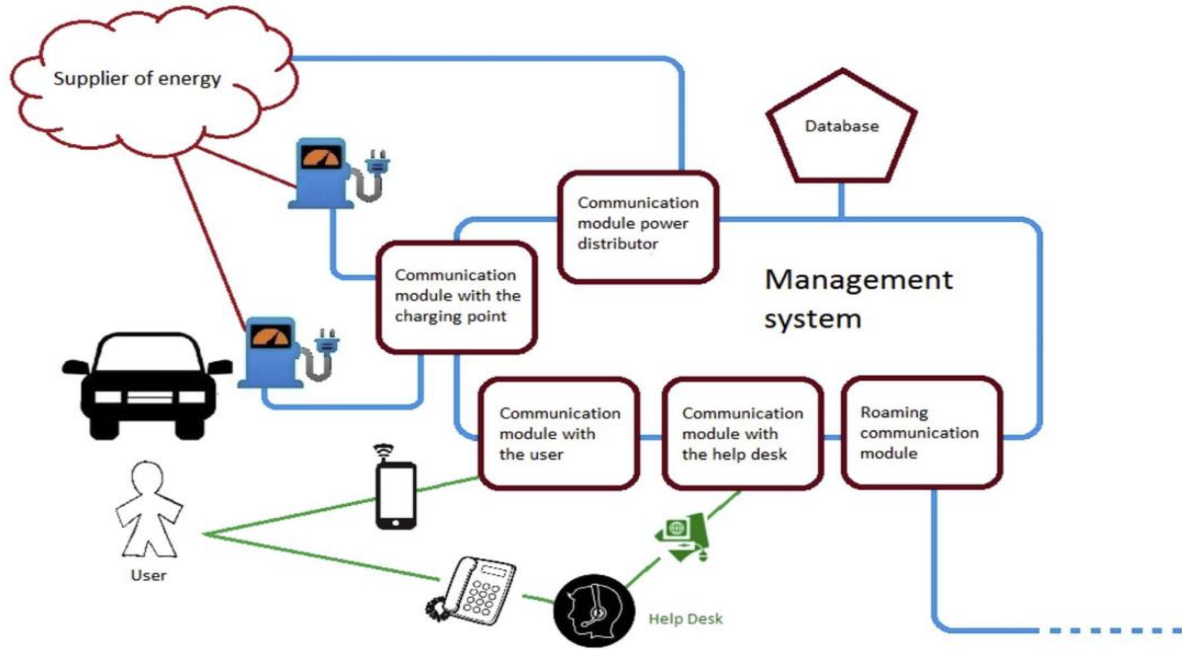 Supplier of energy
Database
Communication
module power
distributor
Communication
module with the
charging point
Management
system
Communication
module with
the user
Communication
module with
the help desk
Roaming
communication
module
User
Help Desk